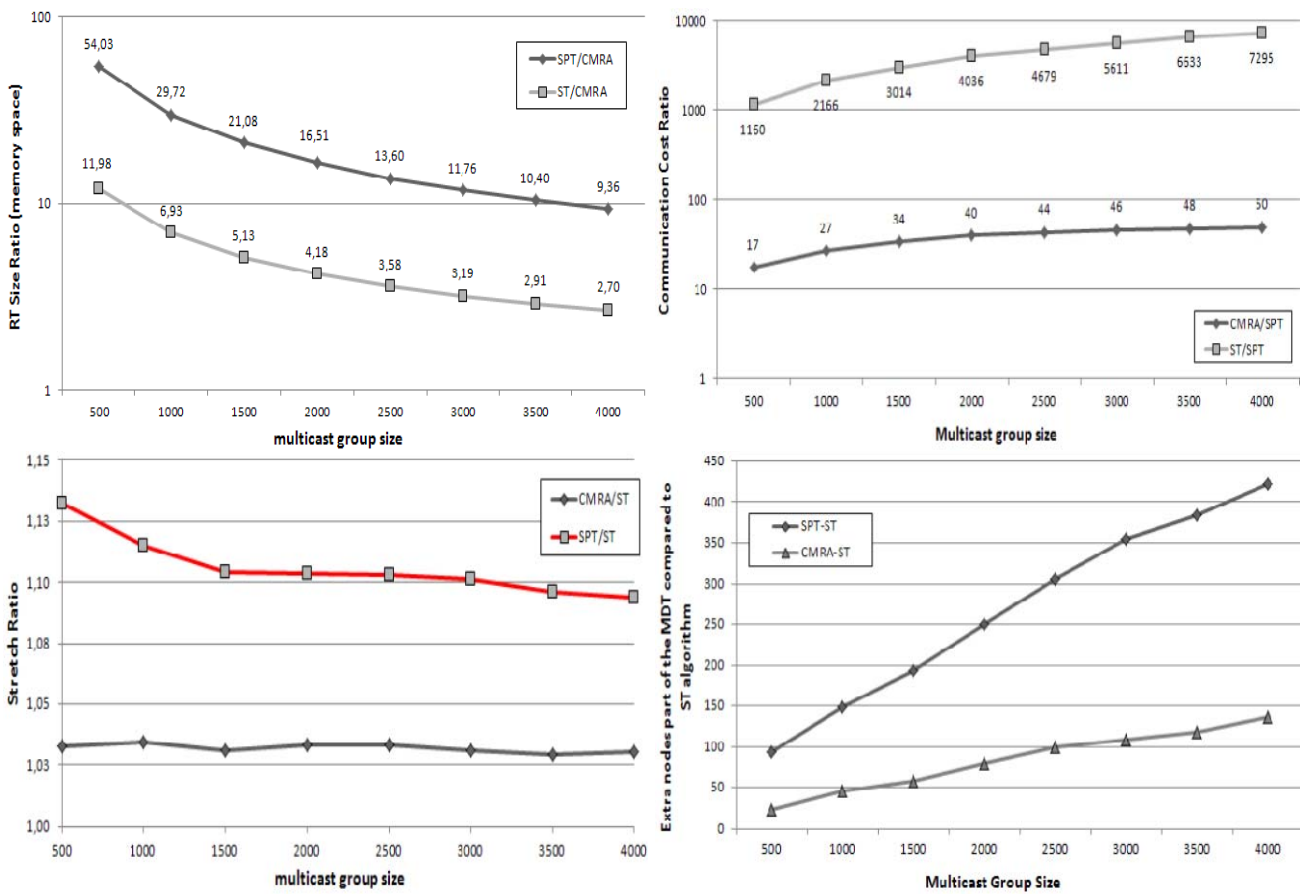 RT Size Ratio (memory space)
100
10
1
54,03
29,72
21,08
16,51
13,60
11,76
10,40
9,36
11,98
6,93
5,13
4,18
3,58
3,19
2,91
2,70
SPT/CMRA
ST/CMRA
500 1000 1500 2000 2500 3000 3500 4000
multicast group size
Communication Cost Ratio
10000
1000
100
10
1
1160
2166
3014
4036
4679
5611
6533
7295
17
27
34
40
44
46
48
50
CMRA/SPT
ST/SPT
500 1000 1500 2000 2500 3000 3500 4000
Multicast group size
Stretch Ratio
1,15
1,13
1,10
1,08
1,05
1,03
1,00
CMRA/ST
SPT/ST
500 1000 1500 2000 2500 3000 3500 4000
multicast group size
Extra nodes part of the MDT compared to
ST algorithm
450
400
350
300
250
200
150
100
50
0
SPT-ST
CMRA-ST
500 1000 1500 2000 2500 3000 3500 4000
Multicast Group Size